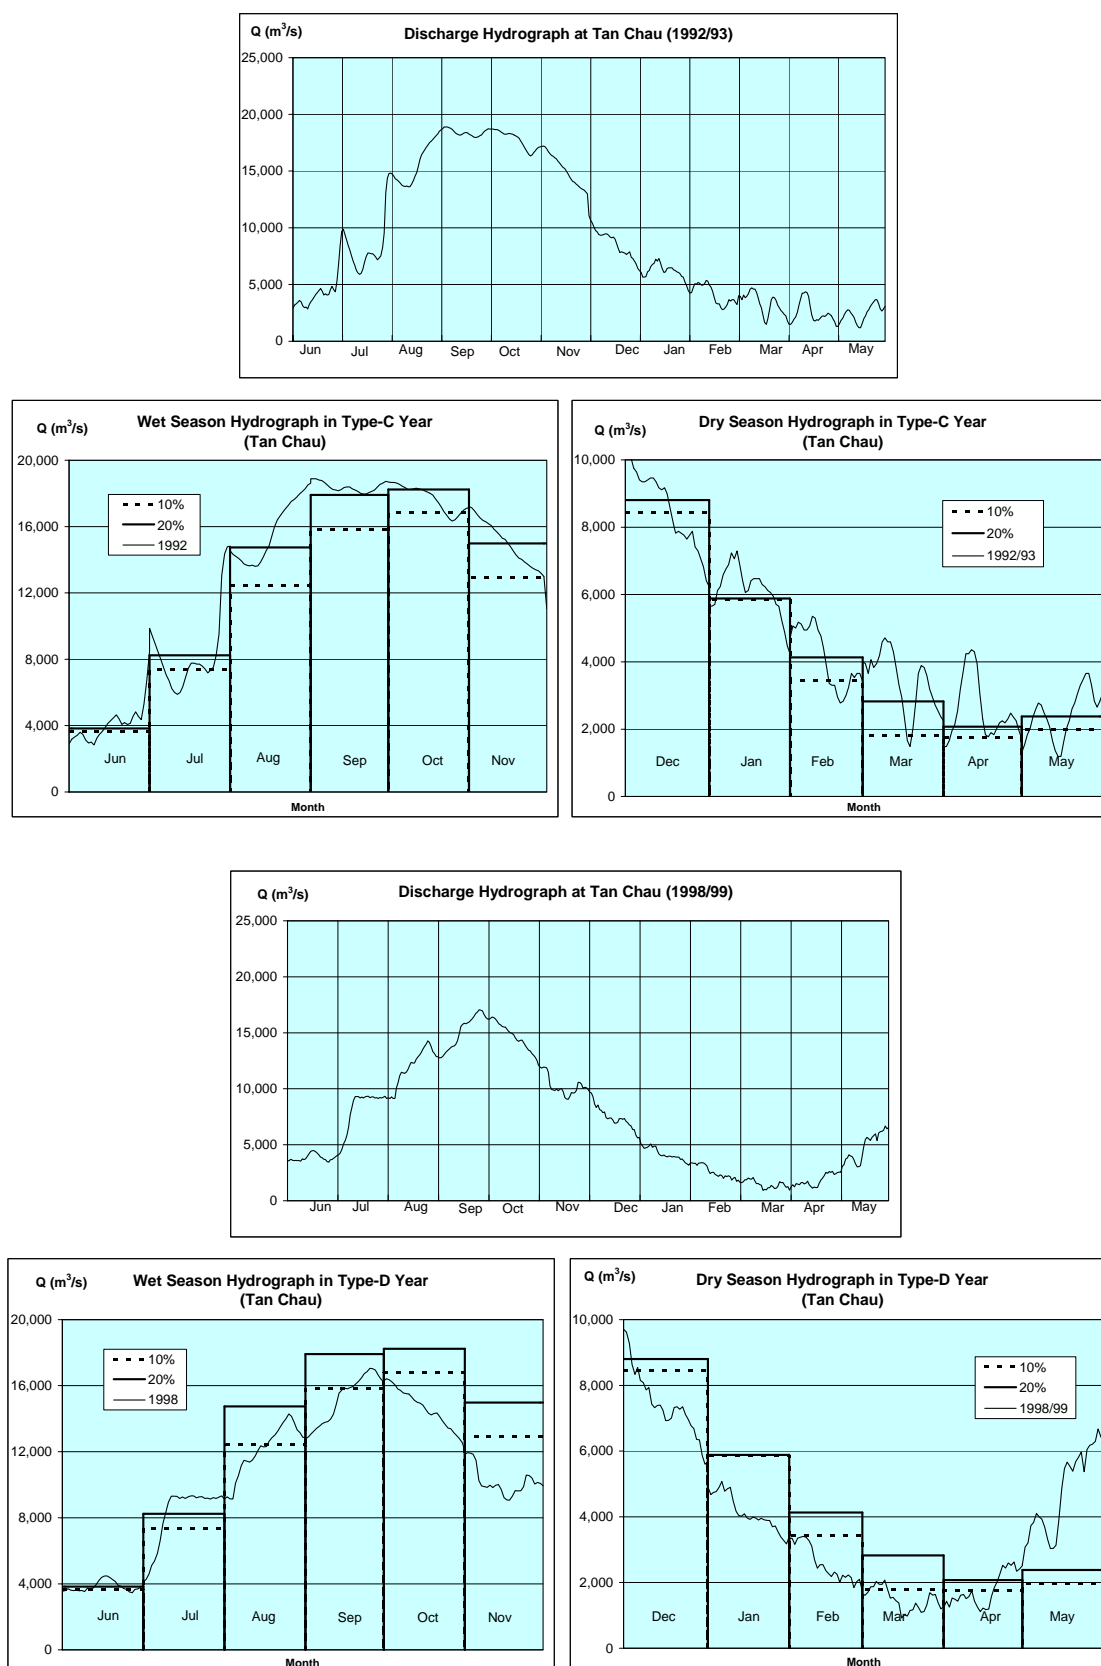 Q (m³/s)
Discharge Hydrograph at Tan Chau (1992/93)
25,000
20,000
15,000
10,000
5,000
0
Jun Jul Aug Sep Oct Nov Dec Jan Feb Mar Apr May
Q (m³/s)
Wet Season Hydrograph in Type-C Year
(Tan Chau)
20,000
16,000
12,000
8,000
4,000
0
10%
20%
1992
Jun Jul Aug Sep Oct Nov
Month
Q (m³/s)
Dry Season Hydrograph in Type-C Year
(Tan Chau)
10,000
8,000
6,000
4,000
2,000
0
10%
20%
1992/93
Dec Jan Feb Mar Apr May
Month
Q (m³/s)
Discharge Hydrograph at Tan Chau (1998/99)
25,000
20,000
15,000
10,000
5,000
0
Jun Jul Aug Sep Oct Nov Dec Jan Feb Mar Apr May
Q (m³/s)
Wet Season Hydrograph in Type-D Year
(Tan Chau)
20,000
16,000
12,000
8,000
4,000
0
10%
20%
1998
Jun Jul Aug Sep Oct Nov
Month
Q (m³/s)
Dry Season Hydrograph in Type-D Year
(Tan Chau)
10,000
8,000
6,000
4,000
2,000
0
10%
20%
1998/99
Dec Jan Feb Mar Apr May
Month